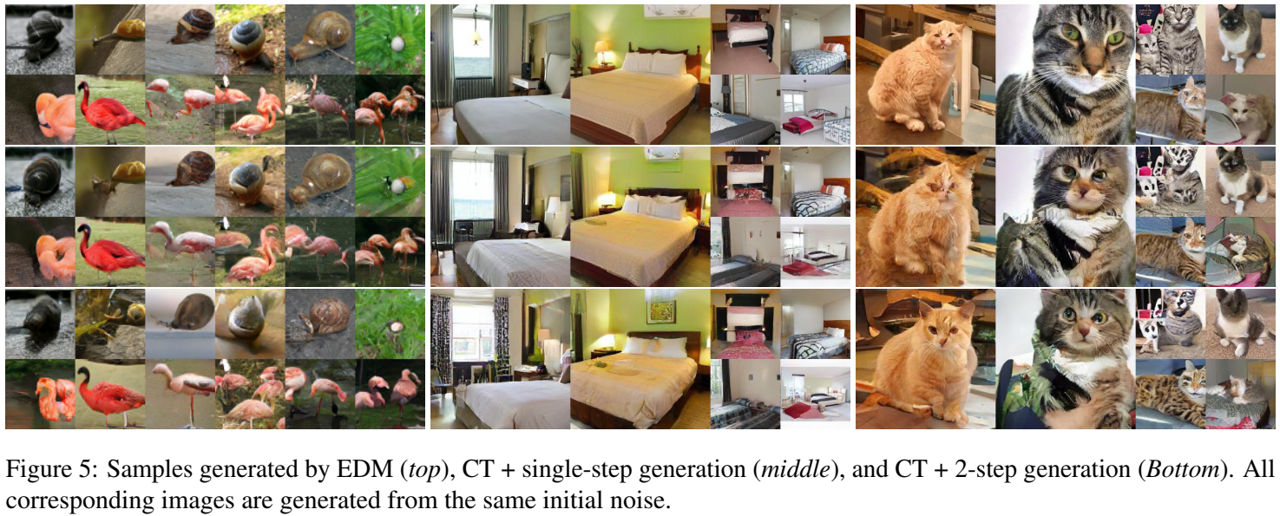 Figure 5: Samples generated by EDM (top), CT + single-step generation (middle), and CT + 2-step generation (Bottom). All
corresponding images are generated from the same initial noise.